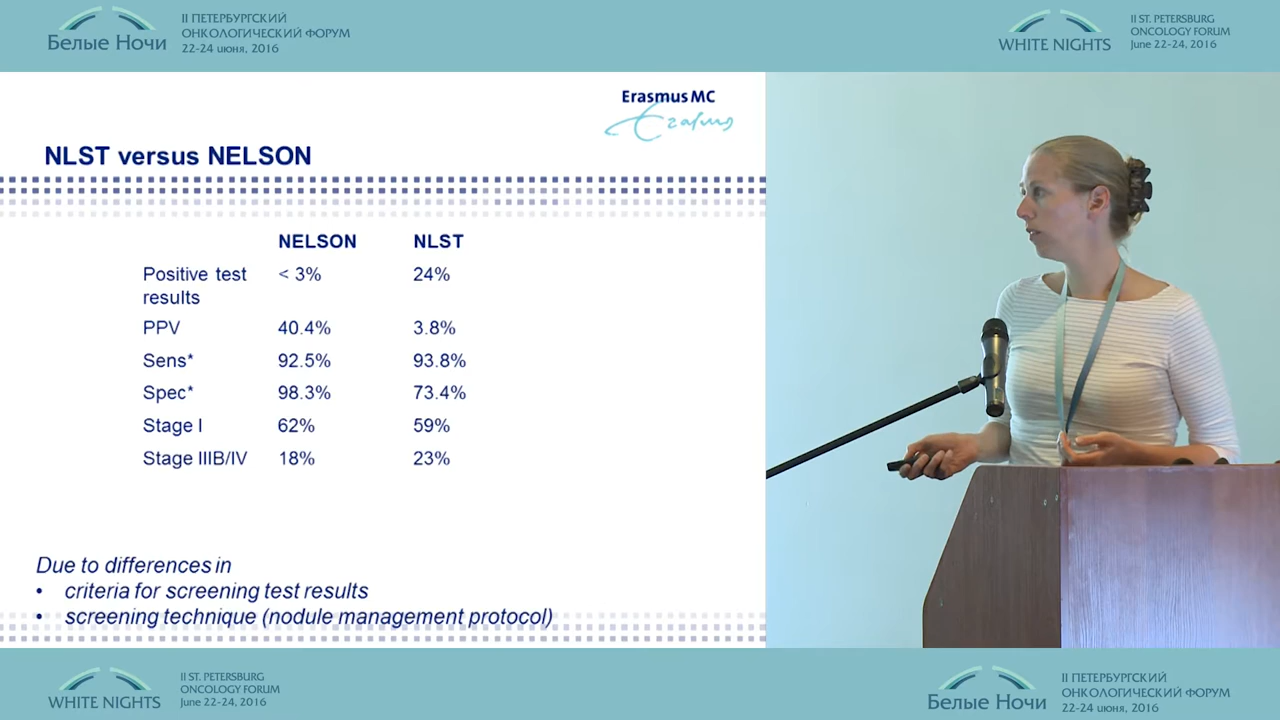 Белые Ночи
II ПЕТЕРБУРГСКИЙ
ОНКОЛОГИЧЕСКИЙ ФОРУМ
22-24 июня, 2016
WHITE NIGHTS
II ST. PETERSBURG
ONCOLOGY FORUM
June 22-24, 2016
Erasmus MC
Erasmus
NLST versus NELSON
NELSON NLST
Positive test < 3% 24%
results
PPV 40.4% 3.8%
Sens* 92.5% 93.8%
Spec* 98.3% 73.4%
Stage I 62% 59%
Stage IIIB/IV 18% 23%
Due to differences in
• criteria for screening test results
• screening technique (nodule management protocol)
WHITE NIGHTS
II ST. PETERSBURG
ONCOLOGY FORUM
June 22-24, 2016
Белые Ночи
II ПЕТЕРБУРГСКИЙ
ОНКОЛОГИЧЕСКИЙ ФОРУМ
22-24 июня, 2016